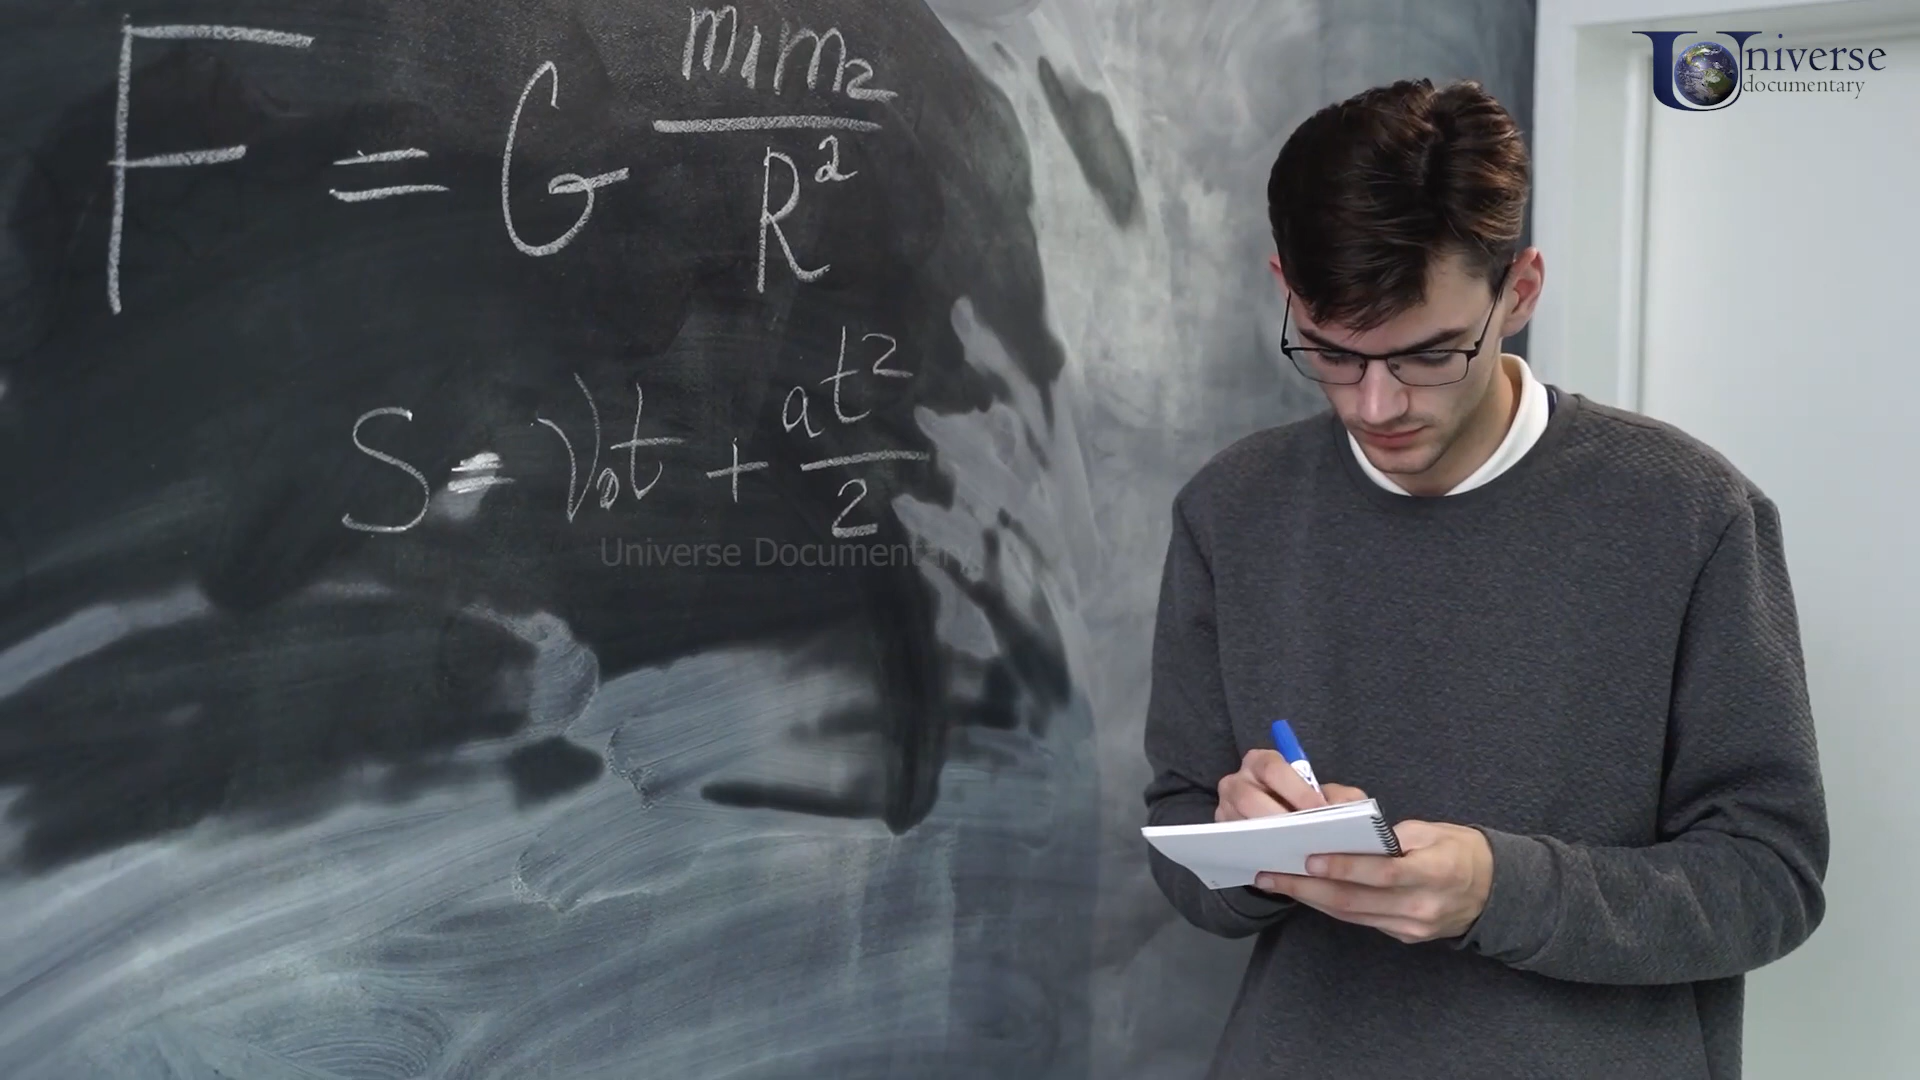 F = G m₁m₂ / R²
S = V₀t + at² / 2
Universe
documentary
Universe Documentary